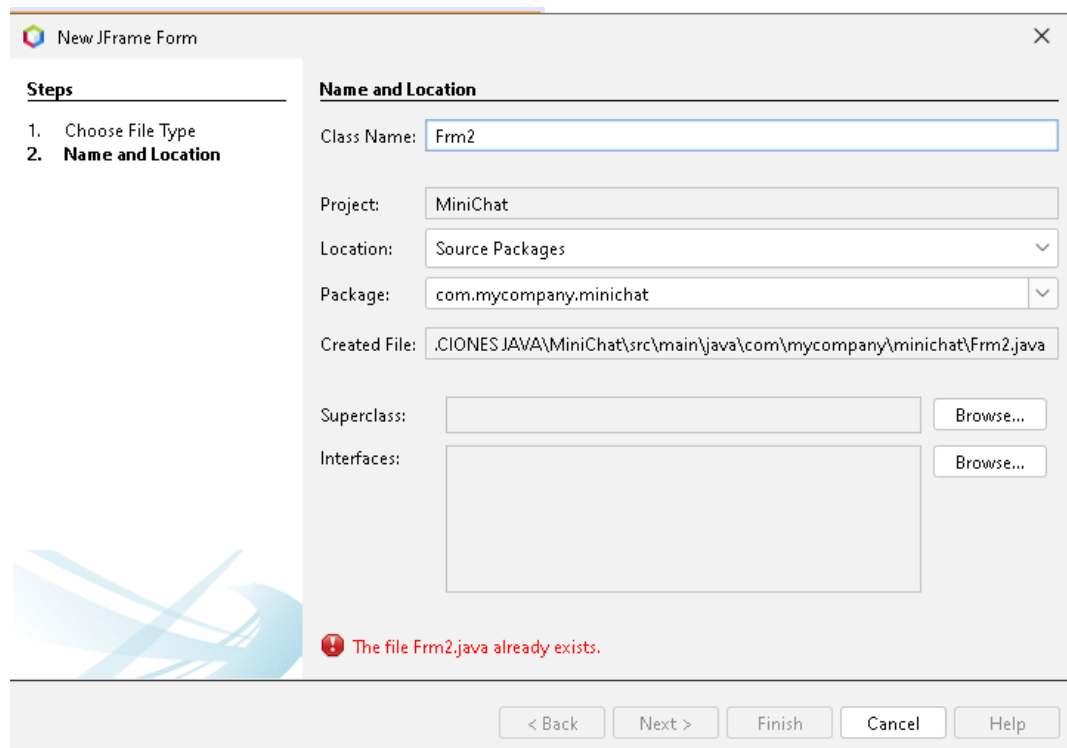 New JFrame Form
Steps
1. Choose File Type
2. Name and Location
Name and Location
Class Name: Frm2
Project: MiniChat
Location: Source Packages
Package: com.mycompany.minichat
Created File: .CIONES JAVA\MiniChat\src\main\java\com\mycompany\minichat\Frm2.java
Superclass: Browse...
Interfaces: Browse...
The file Frm2.java already exists.
< Back Next > Finish Cancel Help